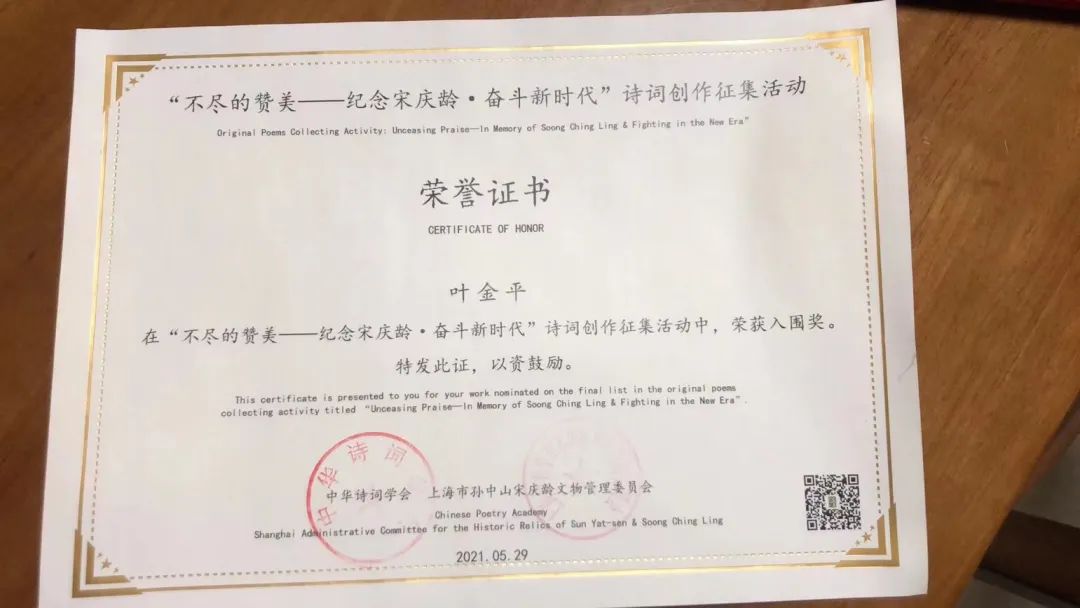 “不尽的赞美——纪念宋庆龄·奋斗新时代”诗词创作征集活动
Original Poems Collecting Activity: Unceasing Praise—In Memory of Soong Ching Ling & Fighting in the New Era”
荣誉证书
CERTIFICATE OF HONOR
叶金平
在“不尽的赞美——纪念宋庆龄·奋斗新时代”诗词创作征集活动中，荣获入围奖。
特发此证，以资鼓励。
This certificate is presented to you for your work nominated on the final list in the original poems
collecting activity titled “Unceasing Praise—In Memory of Soong Ching Ling & Fighting in the New Era”.
中华诗词
中华诗词学会 上海市孙中山宋庆龄文物管理委员会
Chinese Poetry Academy
Shanghai Administrative Committee for the Historic Relics of Sun Yat-sen & Soong Ching Ling
2021.05.29